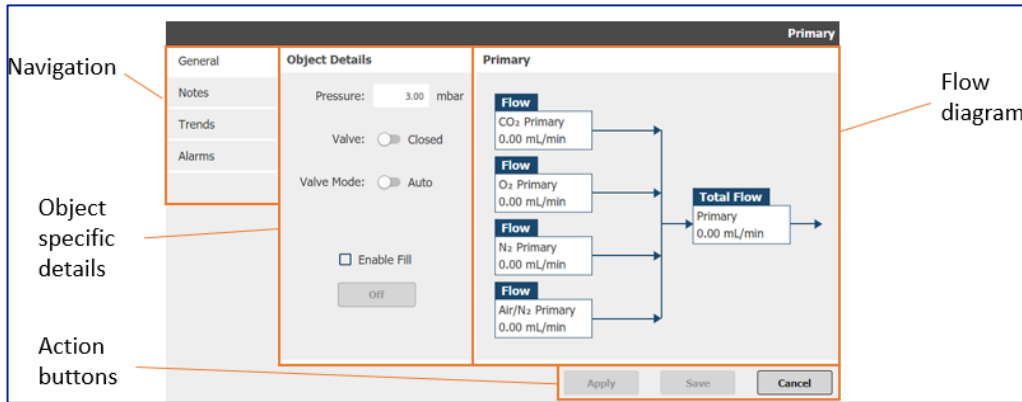 Primary
Navigation
General
Notes
Trends
Alarms
Object Details
Pressure: 3.00 mbar
Valve: Closed
Valve Mode: Auto
Enable Fill
Off
Primary
Flow
CO₂ Primary
0.00 mL/min
Flow
O₂ Primary
0.00 mL/min
Flow
N₂ Primary
0.00 mL/min
Flow
Air/N₂ Primary
0.00 mL/min
Total Flow
Primary
0.00 mL/min
Flow
diagram
Object
specific
details
Action
buttons
Apply
Save
Cancel